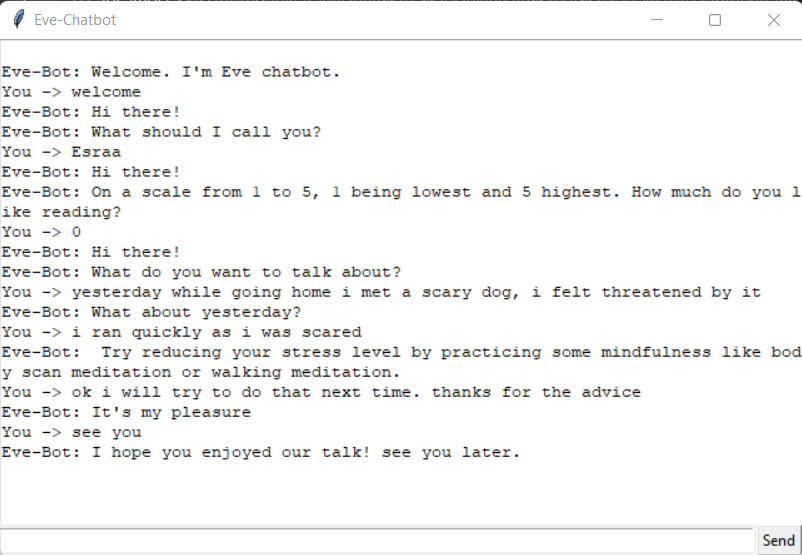 Eve-Chatbot
Eve-Bot: Welcome. I'm Eve chatbot.
You -> welcome
Eve-Bot: Hi there!
Eve-Bot: What should I call you?
You -> Esraa
Eve-Bot: Hi there!
Eve-Bot: On a scale from 1 to 5, 1 being lowest and 5 highest. How much do you l
ike reading?
You -> 0
Eve-Bot: Hi there!
Eve-Bot: What do you want to talk about?
You -> yesterday while going home i met a scary dog, i felt threatened by it
Eve-Bot: What about yesterday?
You -> i ran quickly as i was scared
Eve-Bot:  Try reducing your stress level by practicing some mindfulness like bod
y scan meditation or walking meditation.
You -> ok i will try to do that next time. thanks for the advice
Eve-Bot: It's my pleasure
You -> see you
Eve-Bot: I hope you enjoyed our talk! see you later.
Send